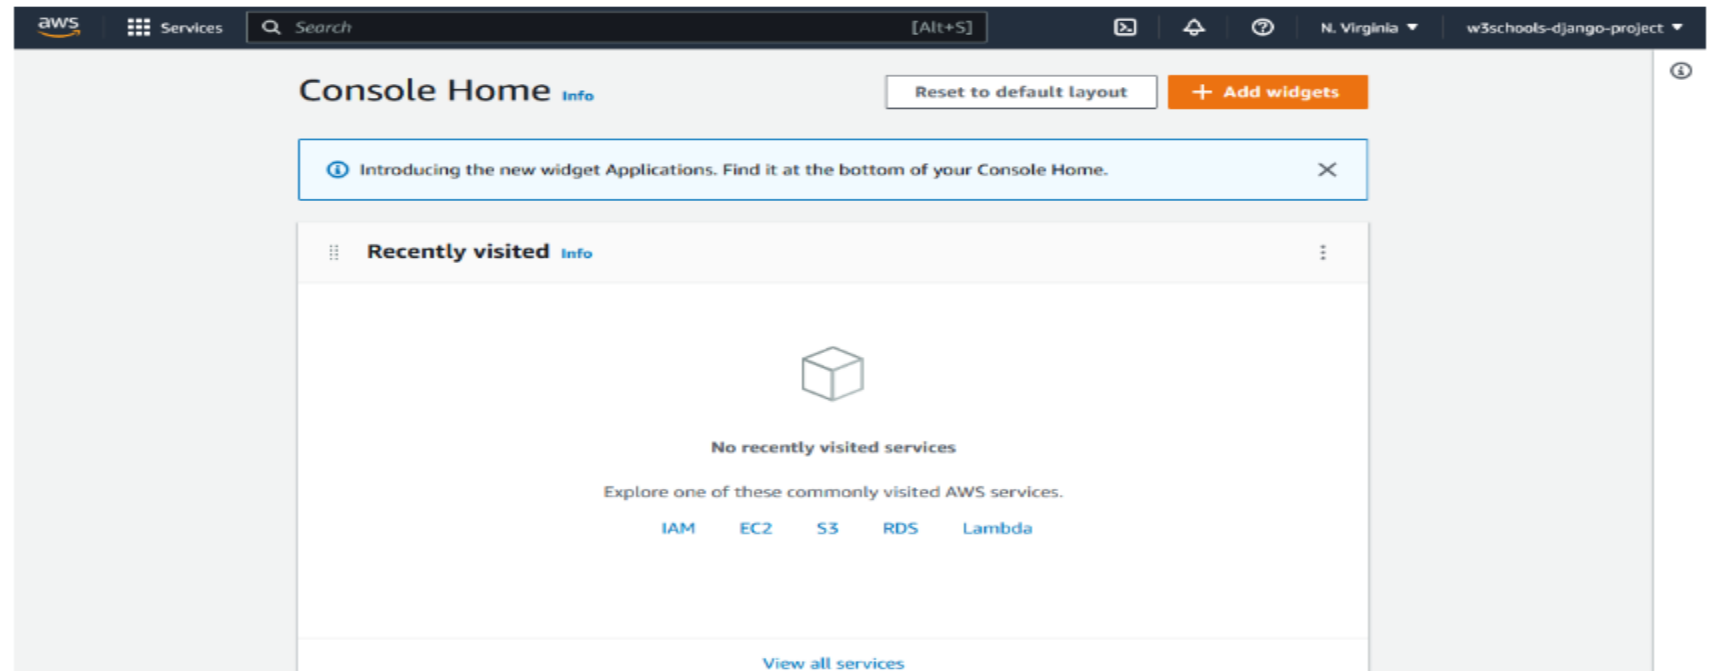 aws Services Search [Alt+S] N. Virginia w3schools-django-project
Console Home Info Reset to default layout + Add widgets
Introducing the new widget Applications. Find it at the bottom of your Console Home.
Recently visited Info
No recently visited services
Explore one of these commonly visited AWS services.
IAM EC2 S3 RDS Lambda
View all services